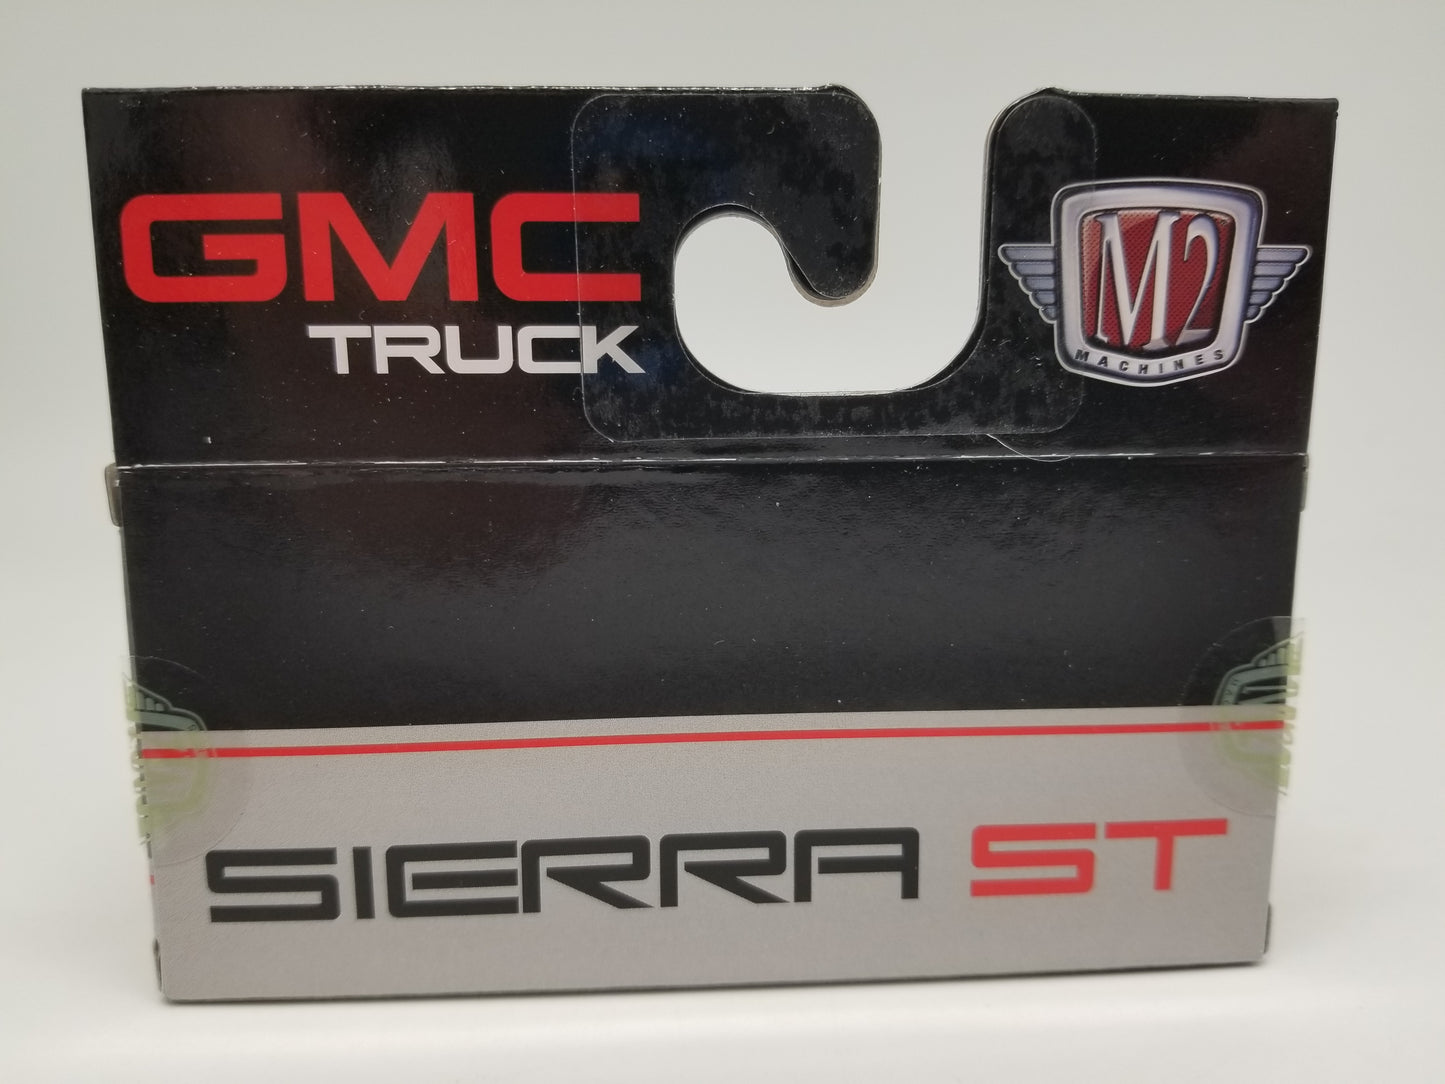 GMC
TRUCK
M2
MACHINES
SIERRA ST